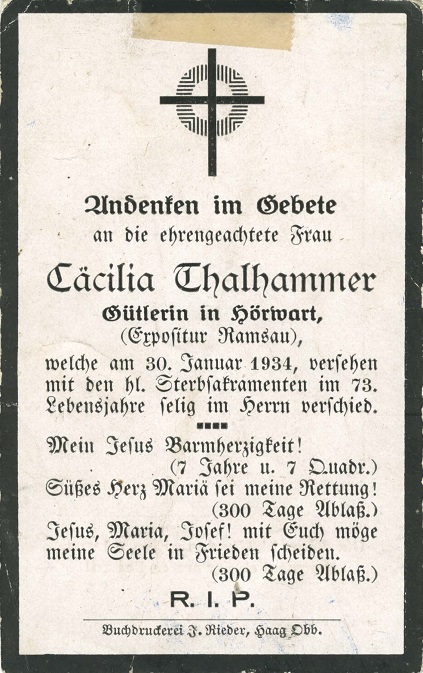 Andenken im Gebete
an die ehrengeachtete Frau
Cäcilia Thalhammer
Gütlerin in Hörwart,
(Expositur Ramsau),
welche am 30. Januar 1934, versehen
mit den hl. Sterbsakramenten im 73.
Lebensjahre selig im Herrn verschied.
Mein Jesus Barmherzigkeit!
(7 Jahre u. 7 Quadr.)
Süßes Herz Mariä sei meine Rettung!
(300 Tage Ablaß.)
Jesus, Maria, Josef! mit Euch möge
meine Seele in Frieden scheiden.
(300 Tage Ablaß.)
R. I. P.
Buchdruckerei J. Rieder, Haag Obb.